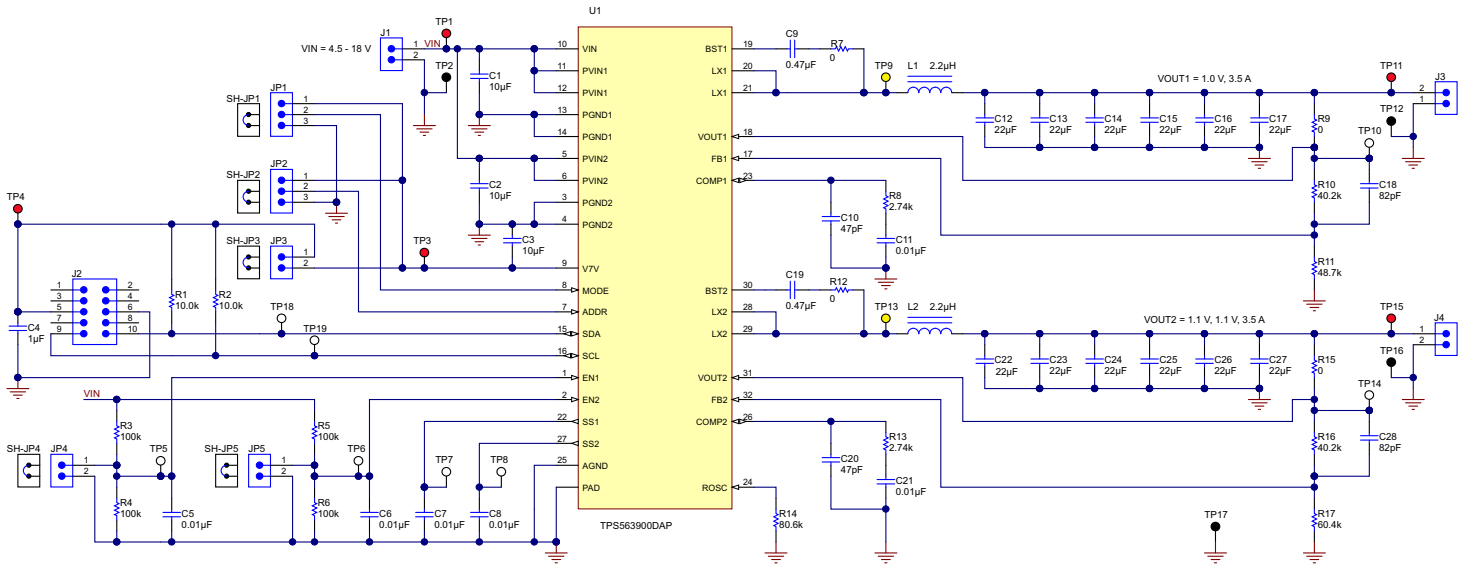 U1
TPS563900DAP
10 VIN
11 PVIN1
12 PVIN1
13 PGND1
14 PGND1
5 PVIN2
6 PVIN2
3 PGND2
4 PGND2
9 V7V
8 MODE
7 ADDR
15 SDA
16 SCL
1 EN1
2 EN2
22 SS1
27 SS2
25 AGND
PAD
BST1 19
LX1 20
LX1 21
VOUT1 18
FB1 17
COMP1 23
BST2 30
LX2 28
LX2 29
VOUT2 31
FB2 32
COMP2 26
ROSC 24
VIN = 4.5 - 18 V
J1
1
2
VIN
TP1
TP2
C1
10µF
C2
10µF
C3
10µF
TP3
SH-JP1
JP1
1
2
3
SH-JP2
JP2
1
2
3
SH-JP3
JP3
1
2
TP4
J2
1
2
3
4
5
6
7
8
9
10
C4
1µF
R1
10.0k
R2
10.0k
TP18
TP19
VIN
R3
100k
SH-JP4
JP4
1
2
TP5
R4
100k
C5
0.01µF
R5
100k
SH-JP5
JP5
1
2
TP6
R6
100k
C6
0.01µF
TP7
C7
0.01µF
TP8
C8
0.01µF
C9
0.47µF
R7
0
TP9
L1
2.2µH
VOUT1 = 1.0 V, 3.5 A
TP11
J3
2
1
TP12
C12
22µF
C13
22µF
C14
22µF
C15
22µF
C16
22µF
C17
22µF
R9
0
TP10
R10
40.2k
C18
82pF
R11
48.7k
C10
47pF
R8
2.74k
C11
0.01µF
C19
0.47µF
R12
0
TP13
L2
2.2µH
VOUT2 = 1.1 V, 1.1 V, 3.5 A
TP15
J4
1
2
TP16
C22
22µF
C23
22µF
C24
22µF
C25
22µF
C26
22µF
C27
22µF
R15
0
TP14
R16
40.2k
C28
82pF
R17
60.4k
C20
47pF
R13
2.74k
C21
0.01µF
R14
80.6k
TP17